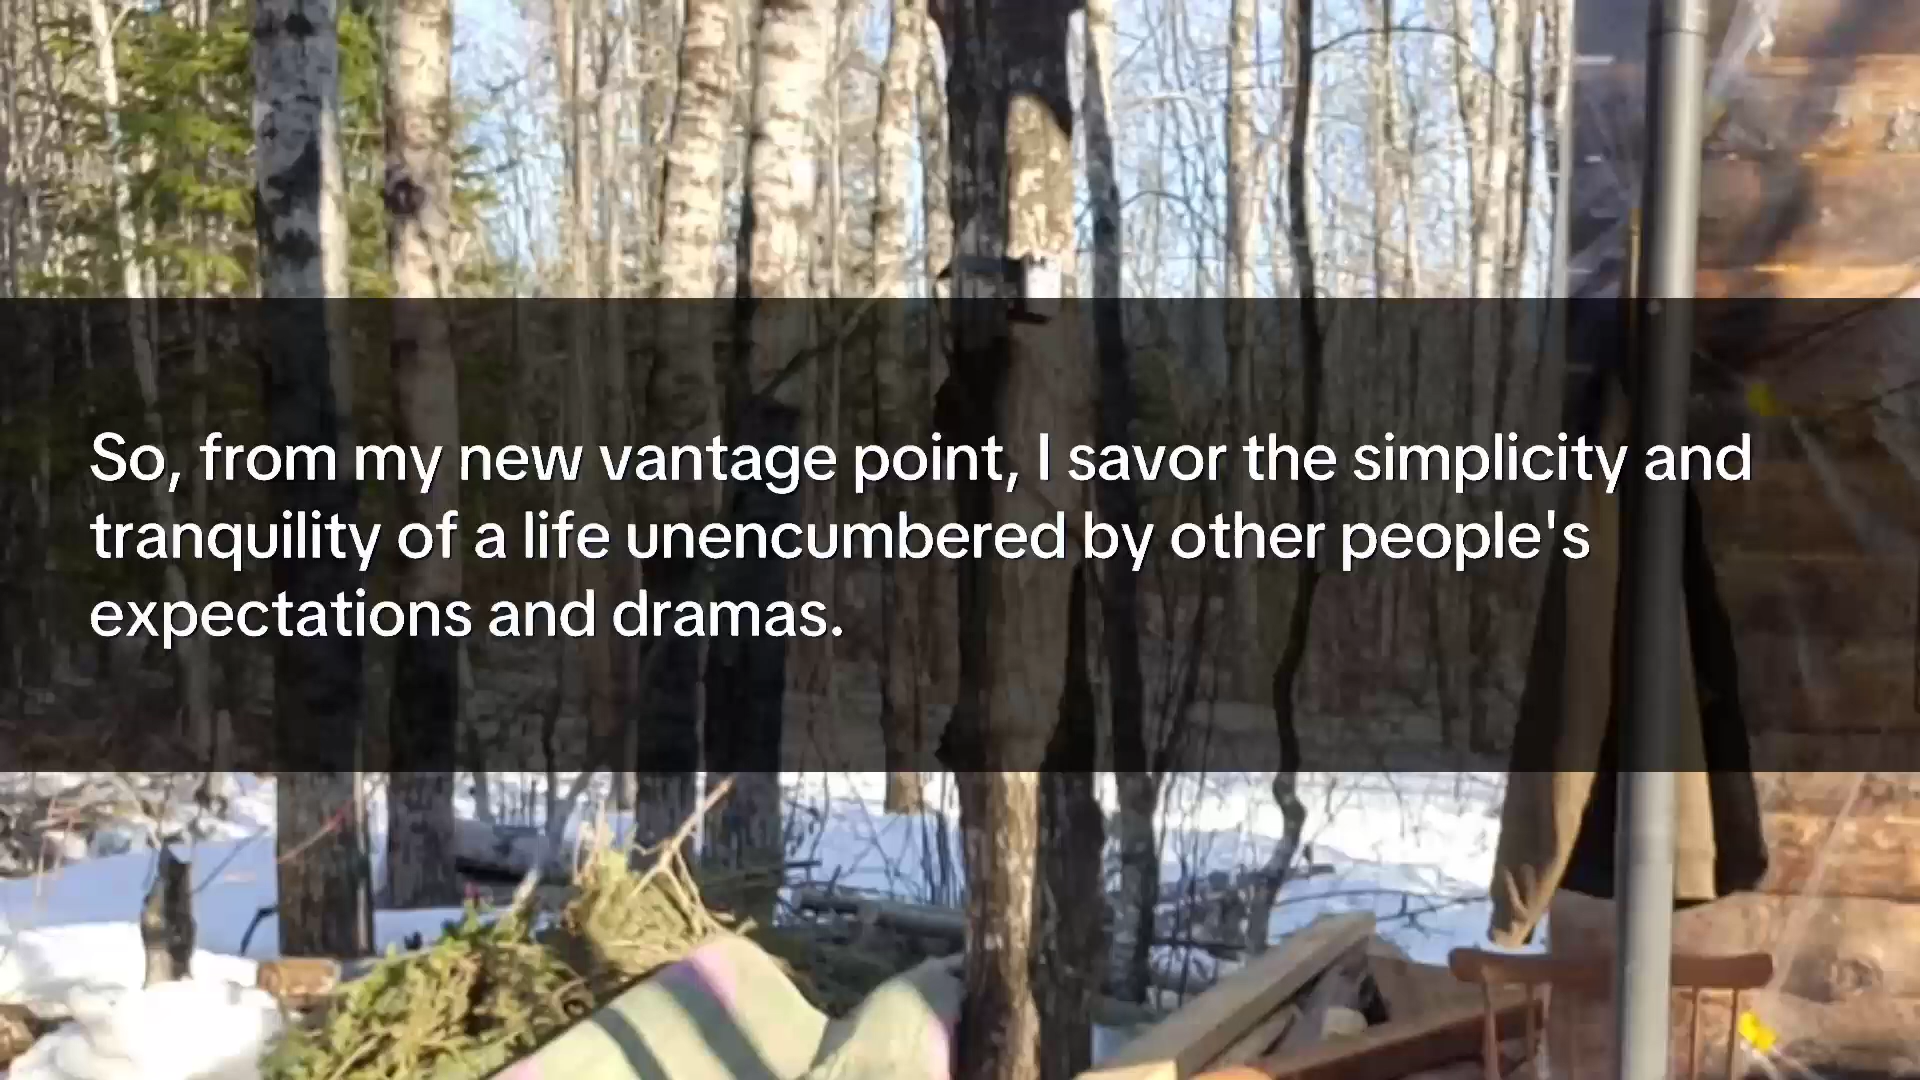 So, from my new vantage point, I savor the simplicity and
tranquility of a life unencumbered by other people's
expectations and dramas.